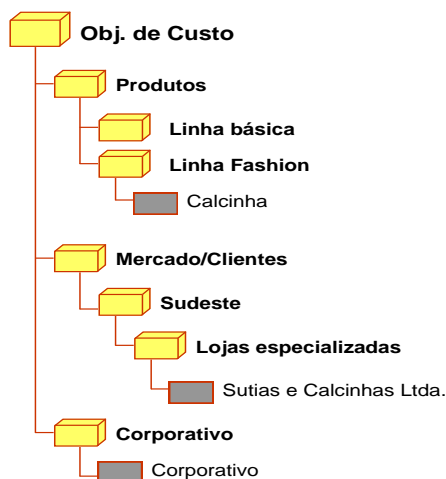 Obj. de Custo
Produtos
Linha básica
Linha Fashion
Calcinha
Mercado/Clientes
Sudeste
Lojas especializadas
Sutias e Calcinhas Ltda.
Corporativo
Corporativo